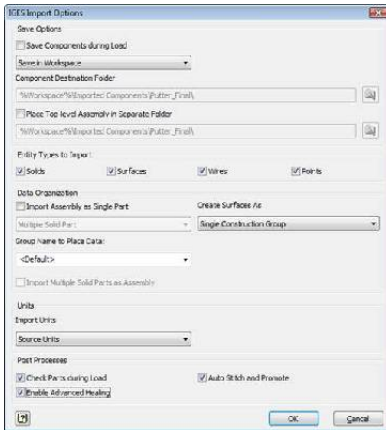 IGES Import Options
Save Options
Save Components during Load
Save in Workspace
Component Destination Folder
%Workspace%\Imported Components\Putter_Final\
Place Top-level Assembly in Separate Folder
%Workspace%\Imported Components\Putter_Final\
Entity Types to Import
Solids Surfaces Wires Points
Data Organization
Import Assembly as Single Part Create Surfaces As
Multiple Solid Part Single Construction Group
Group Name to Place Data:
<Default>
Import Multiple Solid Parts as Assembly
Units
Import Units
Source Units
Post Processes
Check Parts during Load Auto Stitch and Promote
Enable Advanced Healing
? OK Cancel